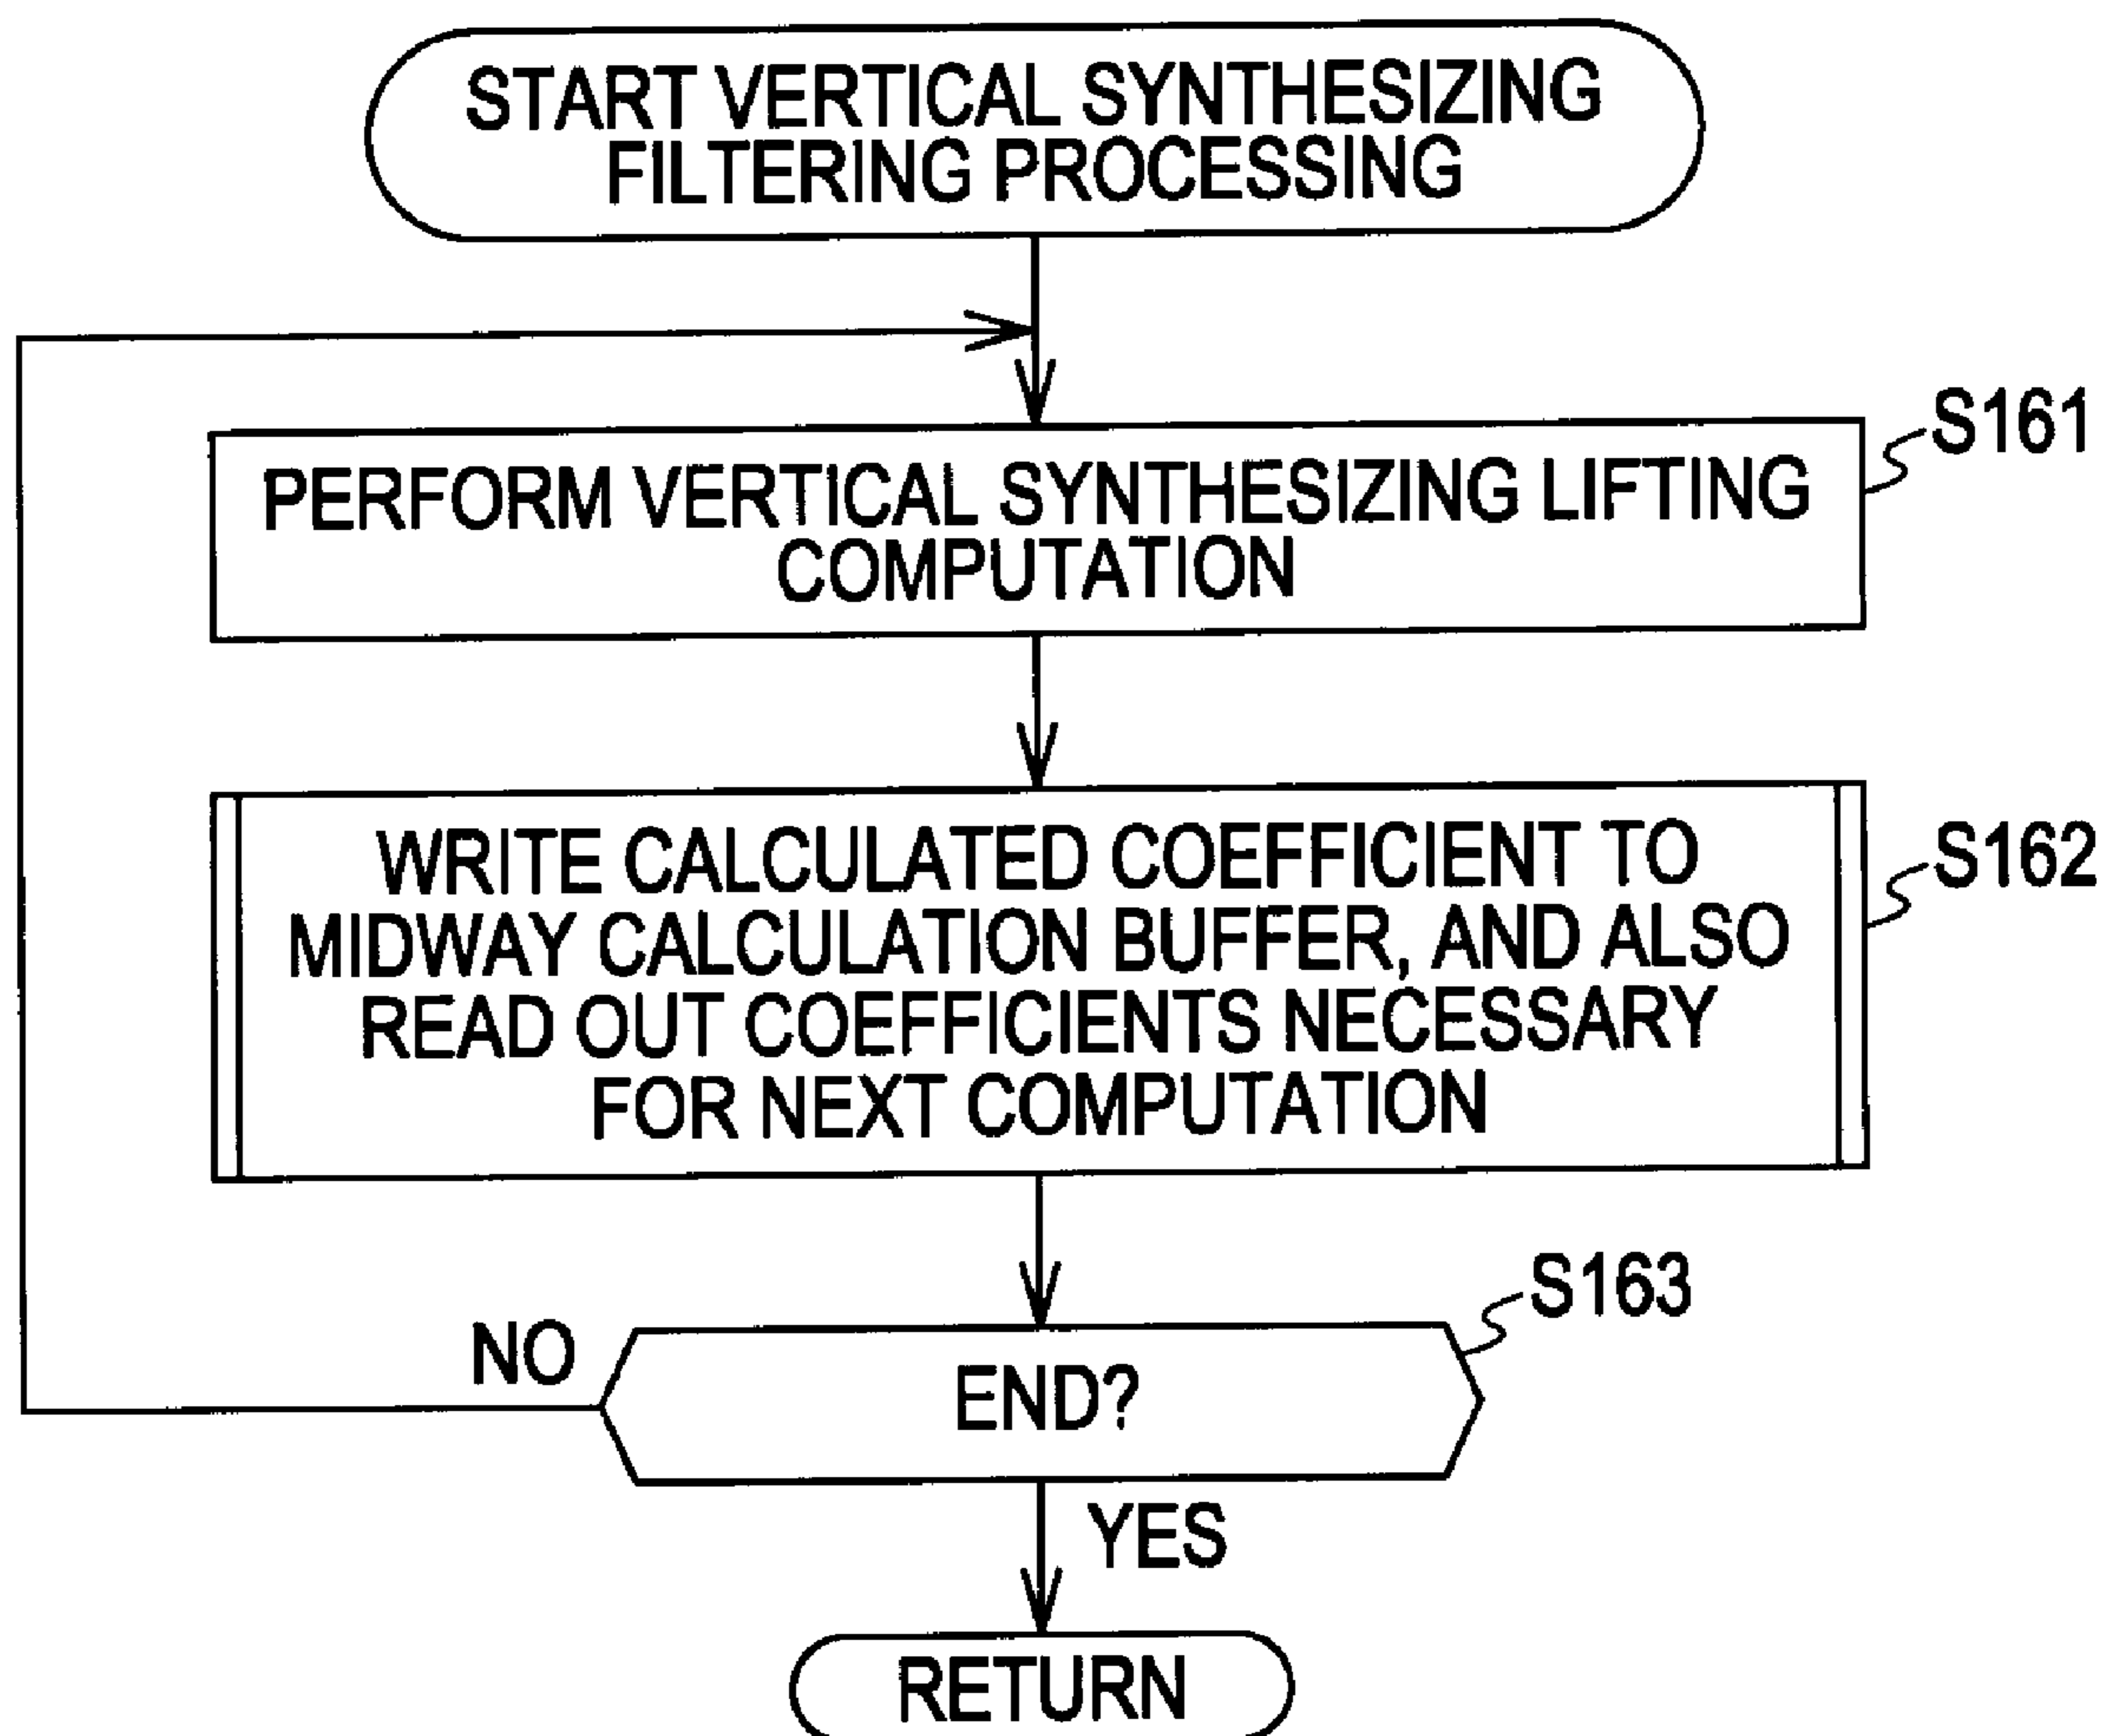 START VERTICAL SYNTHESIZING
FILTERING PROCESSING
S161
PERFORM VERTICAL SYNTHESIZING LIFTING
COMPUTATION
S162
WRITE CALCULATED COEFFICIENT TO
MIDWAY CALCULATION BUFFER, AND ALSO
READ OUT COEFFICIENTS NECESSARY
FOR NEXT COMPUTATION
S163
NO
END?
YES
RETURN